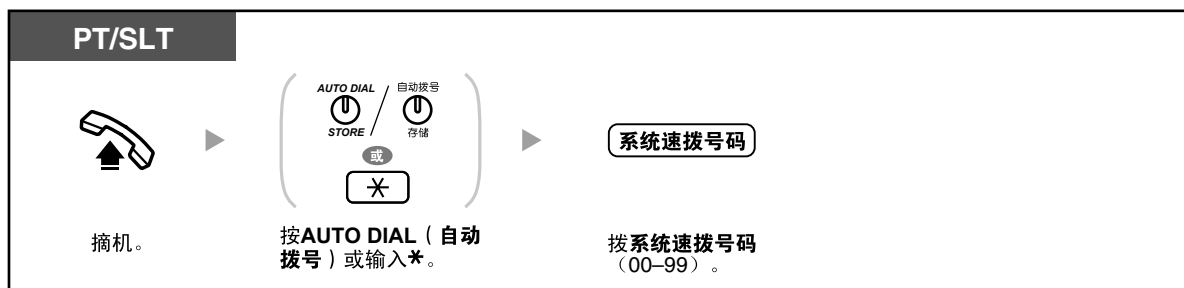 PT/SLT
AUTO DIAL
STORE
自动拨号
存储
或
系统速拨号码
摘机。
按AUTO DIAL(自动
拨号)或输入*。
拨系统速拨号码
(00–99)。